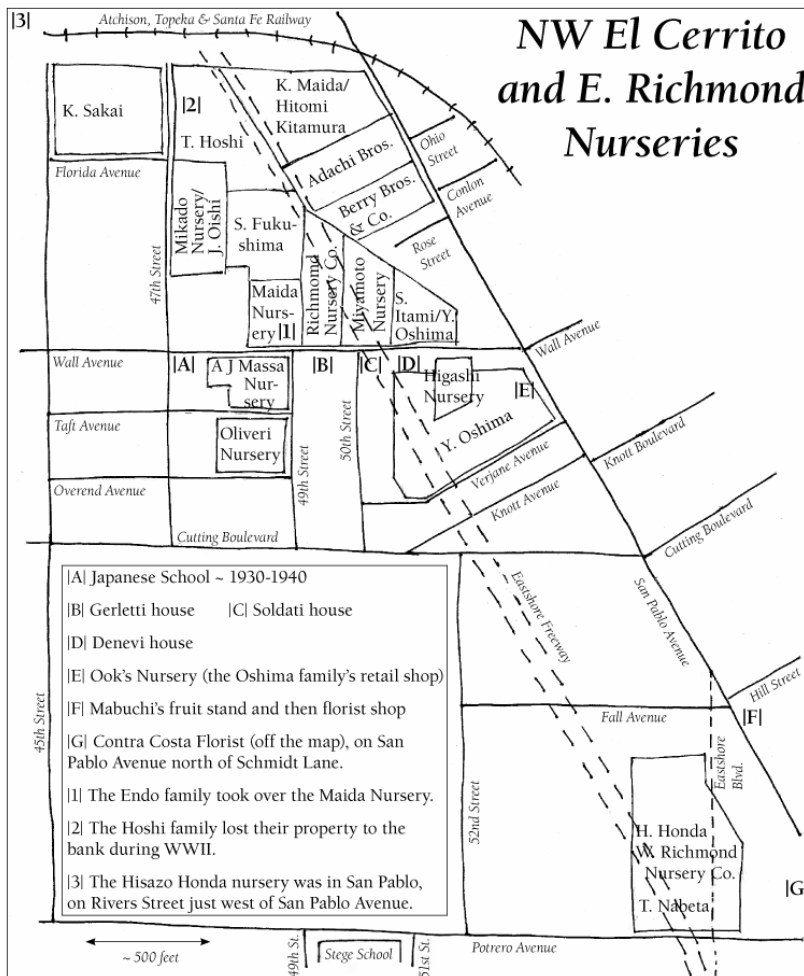 |3|
Atchison, Topeka & Santa Fe Railway
NW El Cerrito
and E. Richmond
Nurseries
K. Sakai
|2|
T. Hoshi
K. Maida/
Hitomi
Kitamura
Adachi Bros.
Berry Bros.
& Co.
Ohio
Street
Conlon
Avenue
Rose
Street
Florida Avenue
Mikado
Nursery/
J. Oishi
S. Fuku-
shima
47th Street
Maida
Nurs-
ery |1|
Richmomd
Nursery Co.
Miyamoto
Nursery
S.
Itami/Y.
Oshima
Wall Avenue
Wall Avenue
|A|
A J Massa
Nur-
sery
|B|
|C|
|D|
Higashi
Nursery
|E|
Y. Oshima
Taft Avenue
Oliveri
Nursery
49th Street
50th Street
Verjane Avenue
Knott Avenue
Knott Boulevard
Overend Avenue
Cutting Boulevard
Cutting Boulevard
|A| Japanese School ~ 1930-1940
|B| Gerletti house |C| Soldati house
|D| Denevi house
|E| Ook's Nursery (the Oshima family's retail shop)
|F| Mabuchi's fruit stand and then florist shop
|G| Contra Costa Florist (off the map), on San
Pablo Avenue north of Schmidt Lane.
|1| The Endo family took over the Maida Nursery.
|2| The Hoshi family lost their property to the
bank during WWII.
|3| The Hisazo Honda nursery was in San Pablo,
on Rivers Street just west of San Pablo Avenue.
Eastshore Freeway
San Pablo Avenue
Hill Street
45th Street
Fall Avenue
|F|
Eastshore
Blvd.
52nd Street
H. Honda
W. Richmond
Nursery Co.
T. Nabeta
|G
~ 500 feet
49th St.
Stege School
51st St.
Potrero Avenue